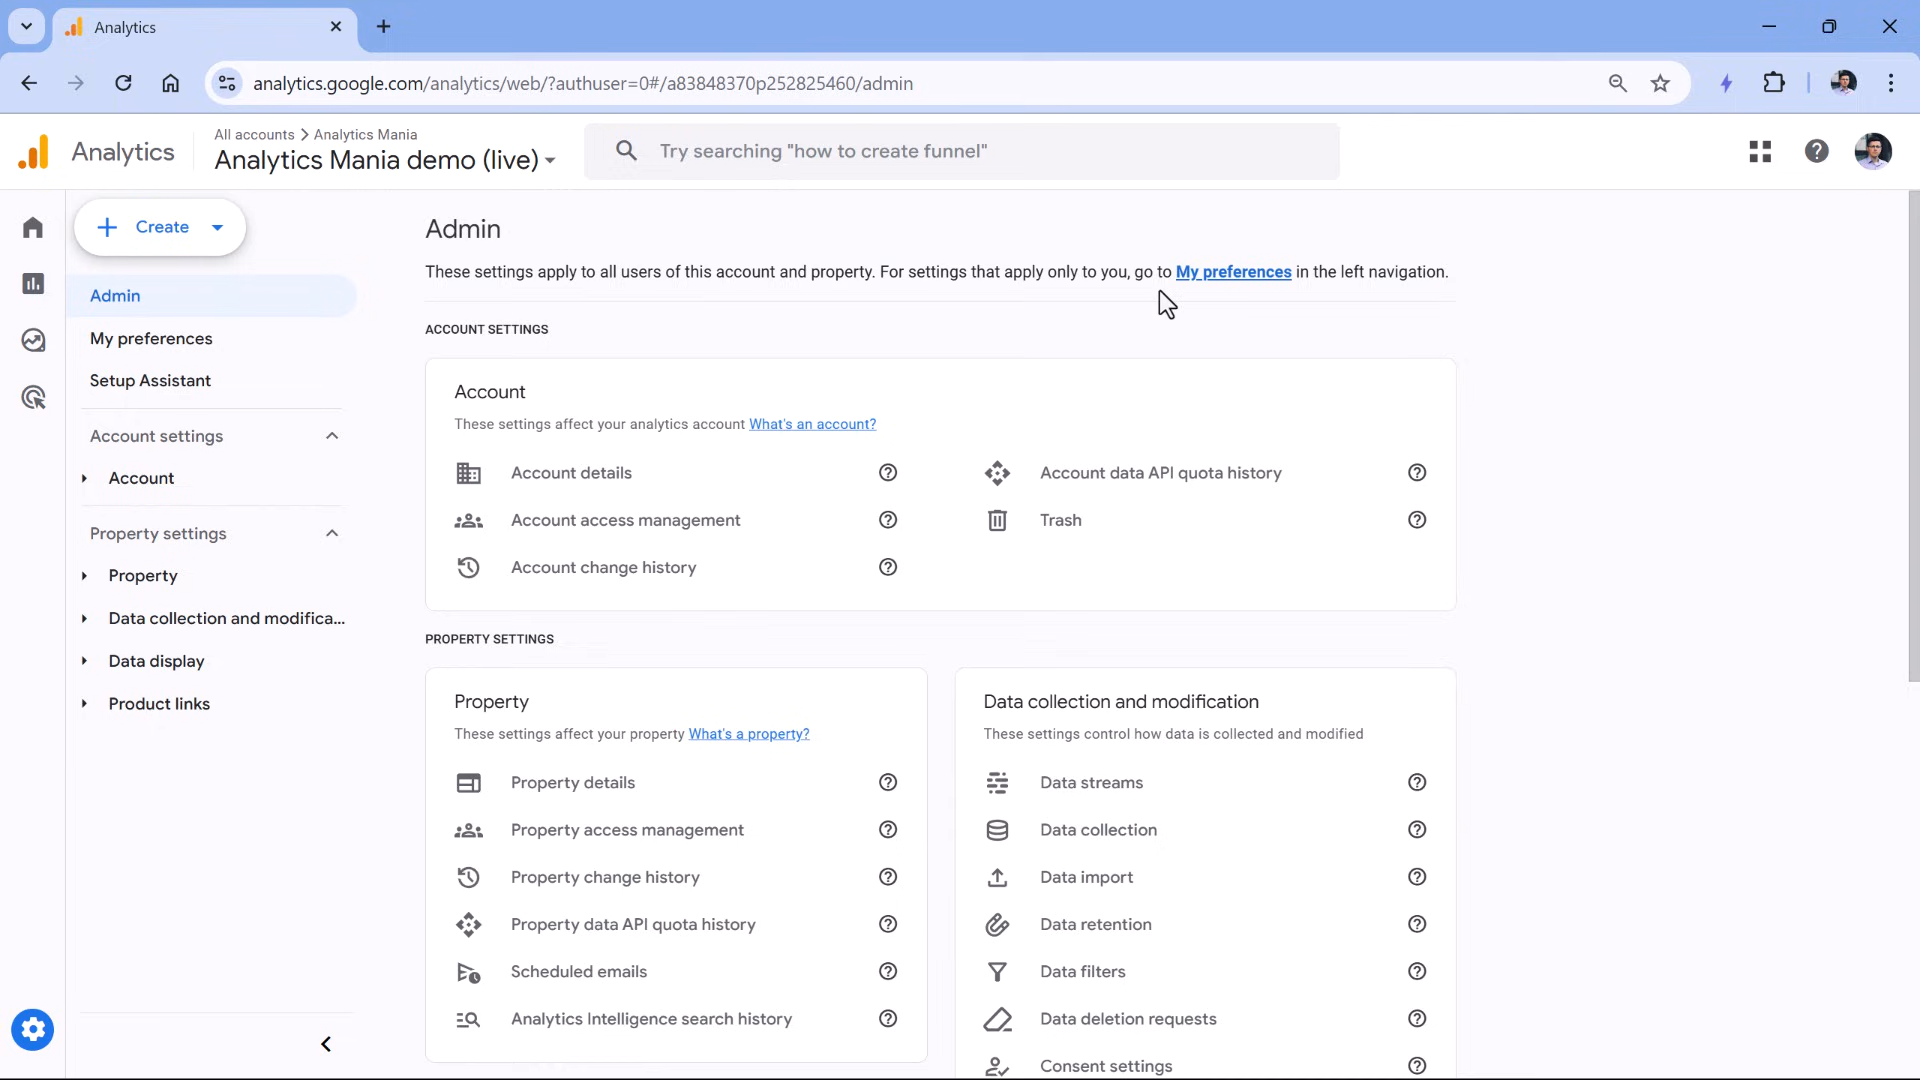 Analytics
analytics.google.com/analytics/web/?authuser=0#/a83848370p252825460/admin
Analytics
All accounts > Analytics Mania
Analytics Mania demo (live)
Try searching "how to create funnel"
Create
Admin
My preferences
Setup Assistant
Account settings
Account
Property settings
Property
Data collection and modifica...
Data display
Product links
Admin
These settings apply to all users of this account and property. For settings that apply only to you, go to My preferences in the left navigation.
ACCOUNT SETTINGS
Account
These settings affect your analytics account What's an account?
Account details
Account access management
Account change history
Account data API quota history
Trash
PROPERTY SETTINGS
Property
These settings affect your property What's a property?
Property details
Property access management
Property change history
Property data API quota history
Scheduled emails
Analytics Intelligence search history
Data collection and modification
These settings control how data is collected and modified
Data streams
Data collection
Data import
Data retention
Data filters
Data deletion requests
Consent settings